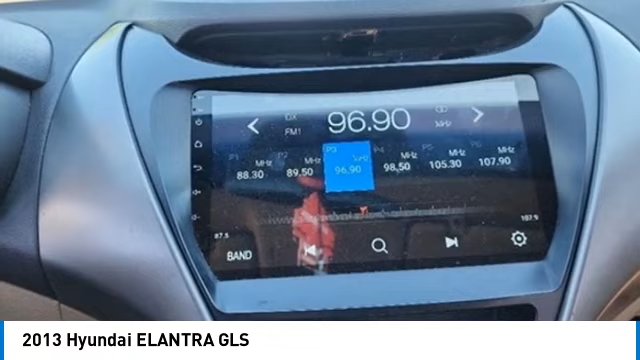 DX
96.90
MHz
FM1
P1 P2 P3 P4 P5 P6
MHz MHz MHz MHz MHz MHz
88.30 89.50 96.90 98.50 105.30 107.90
87.5 107.9
BAND
2013 Hyundai ELANTRA GLS